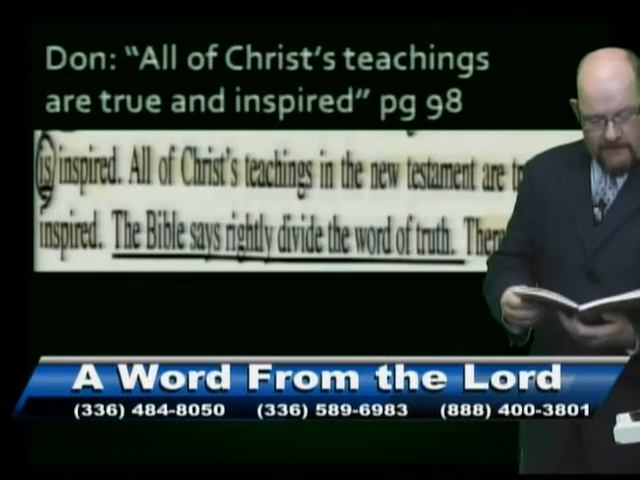 Don: “All of Christ’s teachings
are true and inspired” pg 98
is inspired. All of Christ's teachings in the new testament are
inspired. The Bible says rightly divide the word of truth.
A Word From the Lord
(336) 484-8050 (336) 589-6983 (888) 400-3801